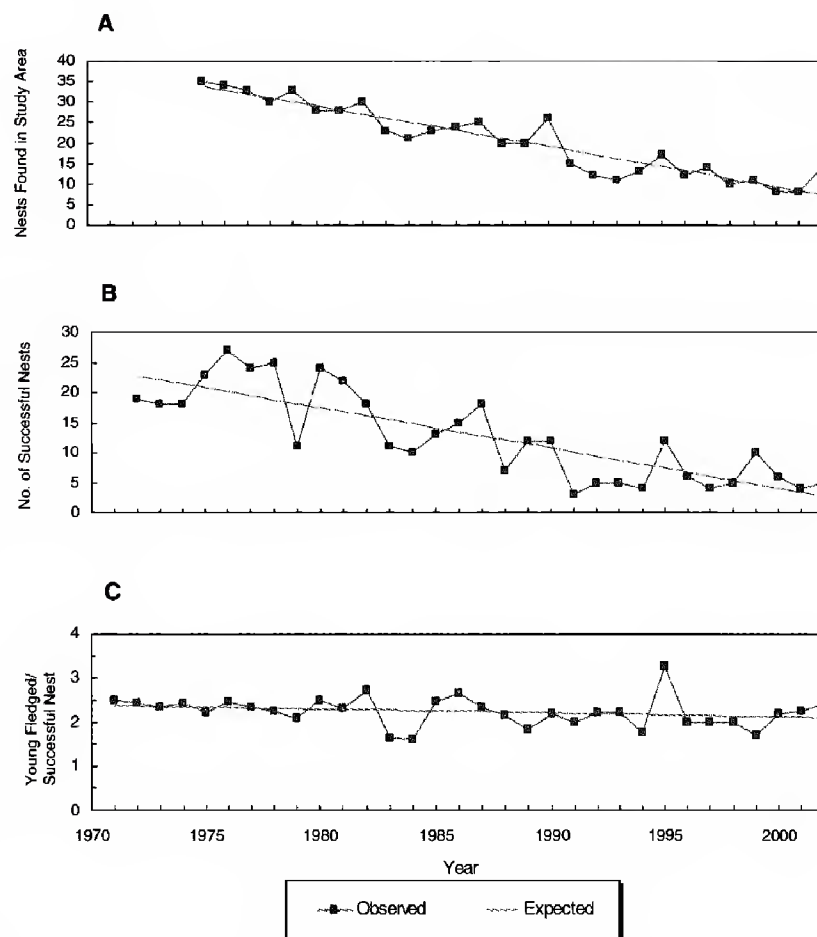 A
Nests Found in Study Area
40
35
30
25
20
15
10
5
0
B
No. of Successful Nests
30
25
20
15
10
5
0
C
Young Fledged/
Successful Nest
4
3
2
1
0
1970 1975 1980 1985 1990 1995 2000
Year
Observed Expected